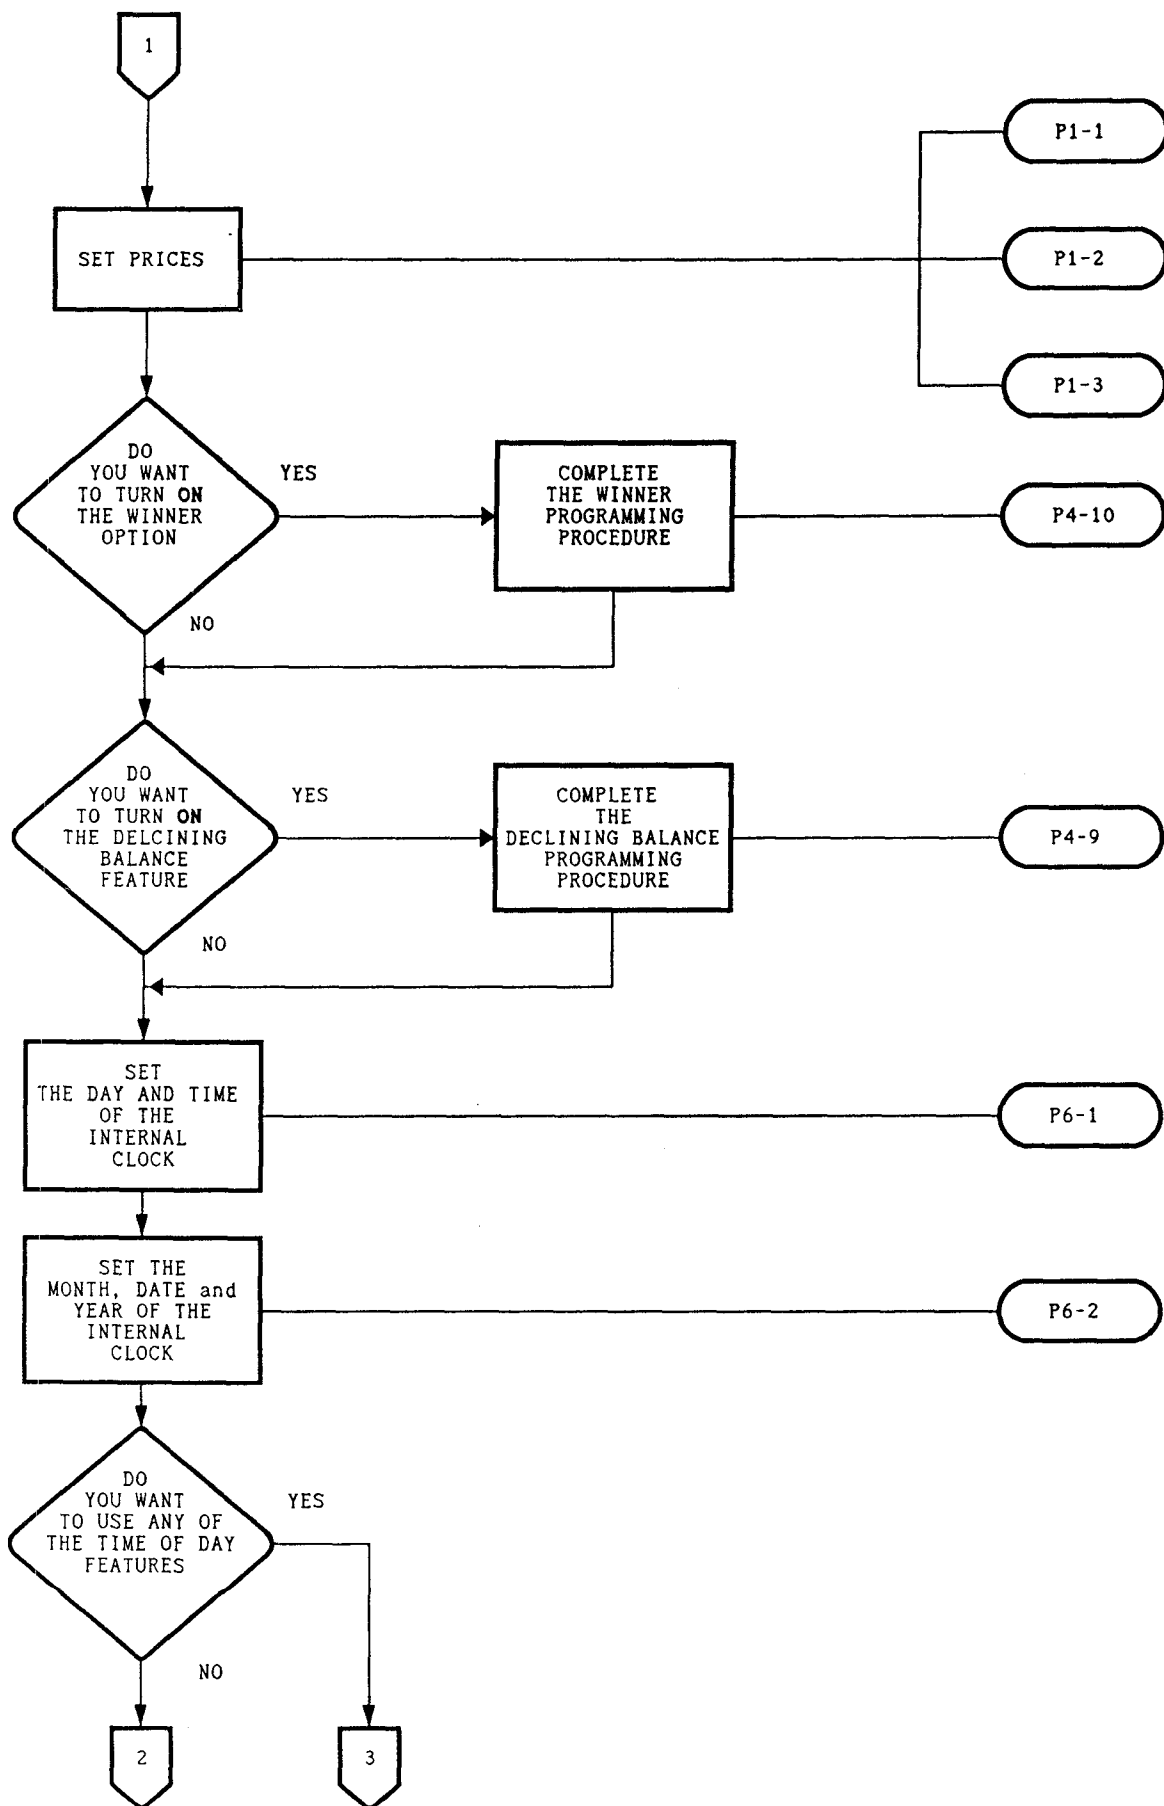 1
P1-1
SET PRICES
P1-2
P1-3
DO
YOU WANT
TO TURN ON
THE WINNER
OPTION
YES
COMPLETE
THE WINNER
PROGRAMMING
PROCEDURE
P4-10
NO
DO
YOU WANT
TO TURN ON
THE DELCINING
BALANCE
FEATURE
YES
COMPLETE
THE
DECLINING BALANCE
PROGRAMMING
PROCEDURE
P4-9
NO
SET
THE DAY AND TIME
OF THE
INTERNAL
CLOCK
P6-1
SET THE
MONTH, DATE and
YEAR OF THE
INTERNAL
CLOCK
P6-2
DO
YOU WANT
TO USE ANY OF
THE TIME OF DAY
FEATURES
YES
NO
2
3